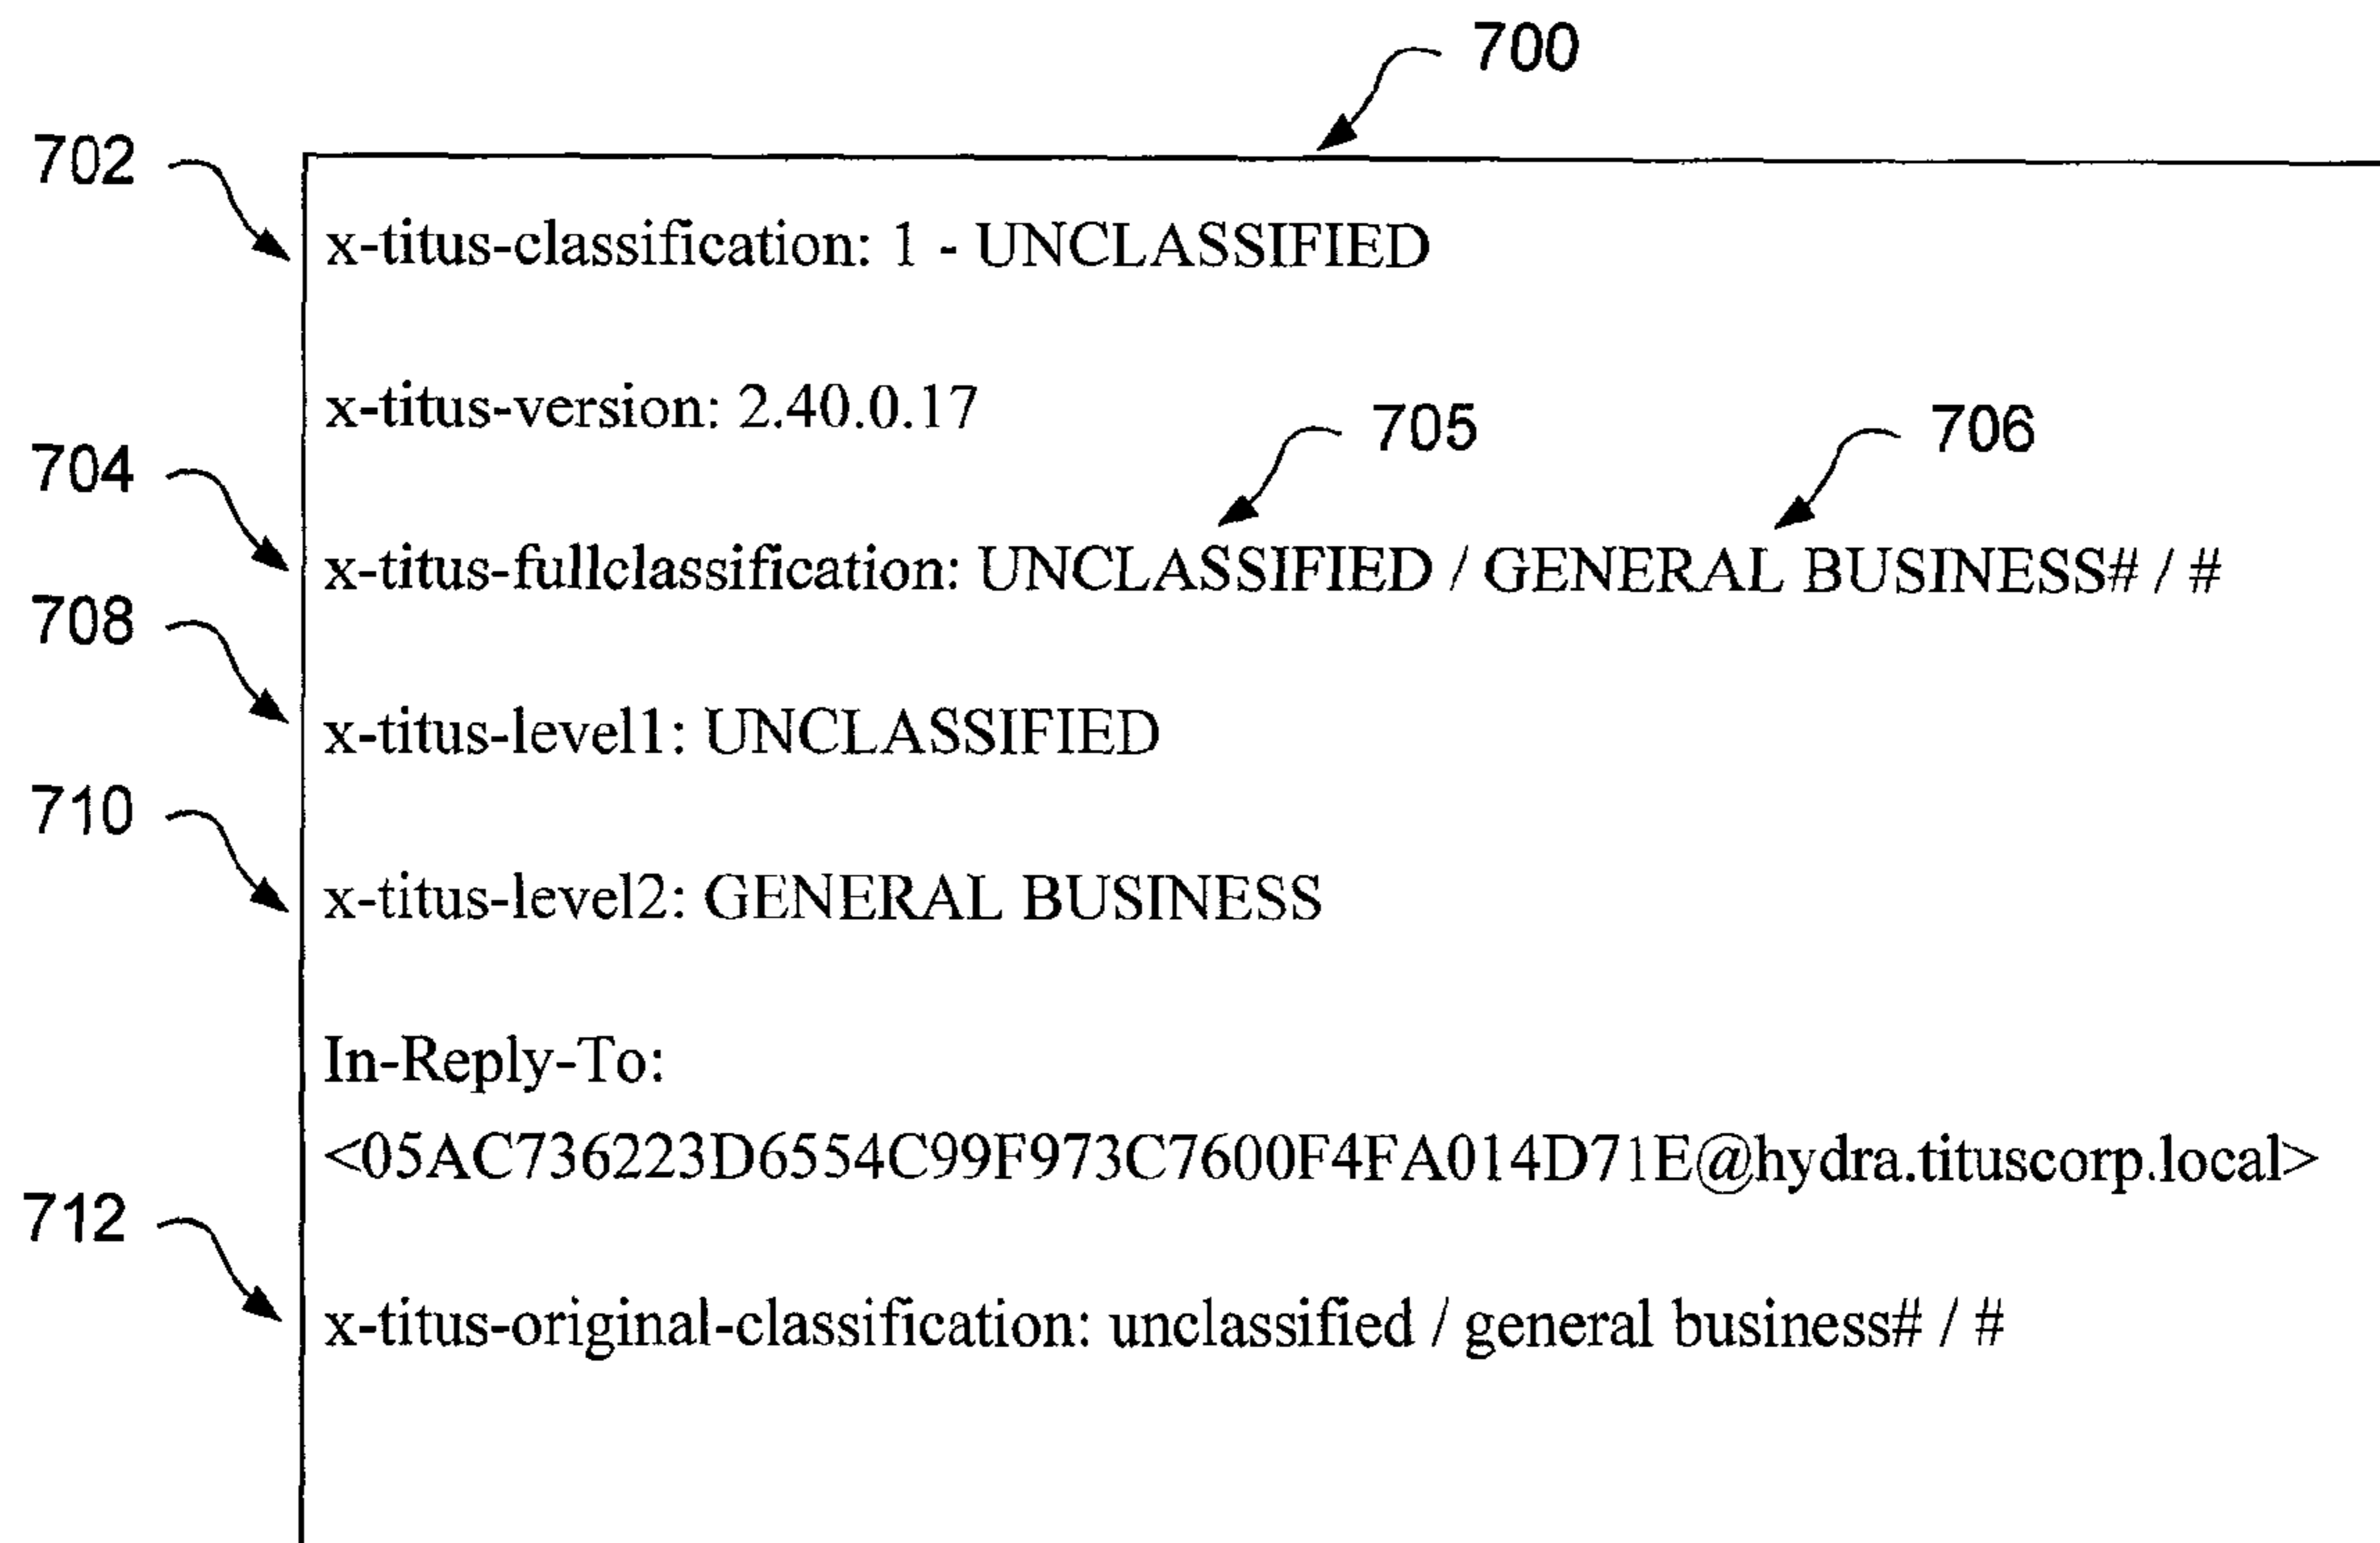 700
702
x-titus-classification: 1 - UNCLASSIFIED
x-titus-version: 2.40.0.17
705
706
704
x-titus-fullclassification: UNCLASSIFIED / GENERAL BUSINESS# / #
708
x-titus-level1: UNCLASSIFIED
710
x-titus-level2: GENERAL BUSINESS
In-Reply-To:
<05AC736223D6554C99F973C7600F4FA014D71E@hydra.tituscorp.local>
712
x-titus-original-classification: unclassified / general business# / #